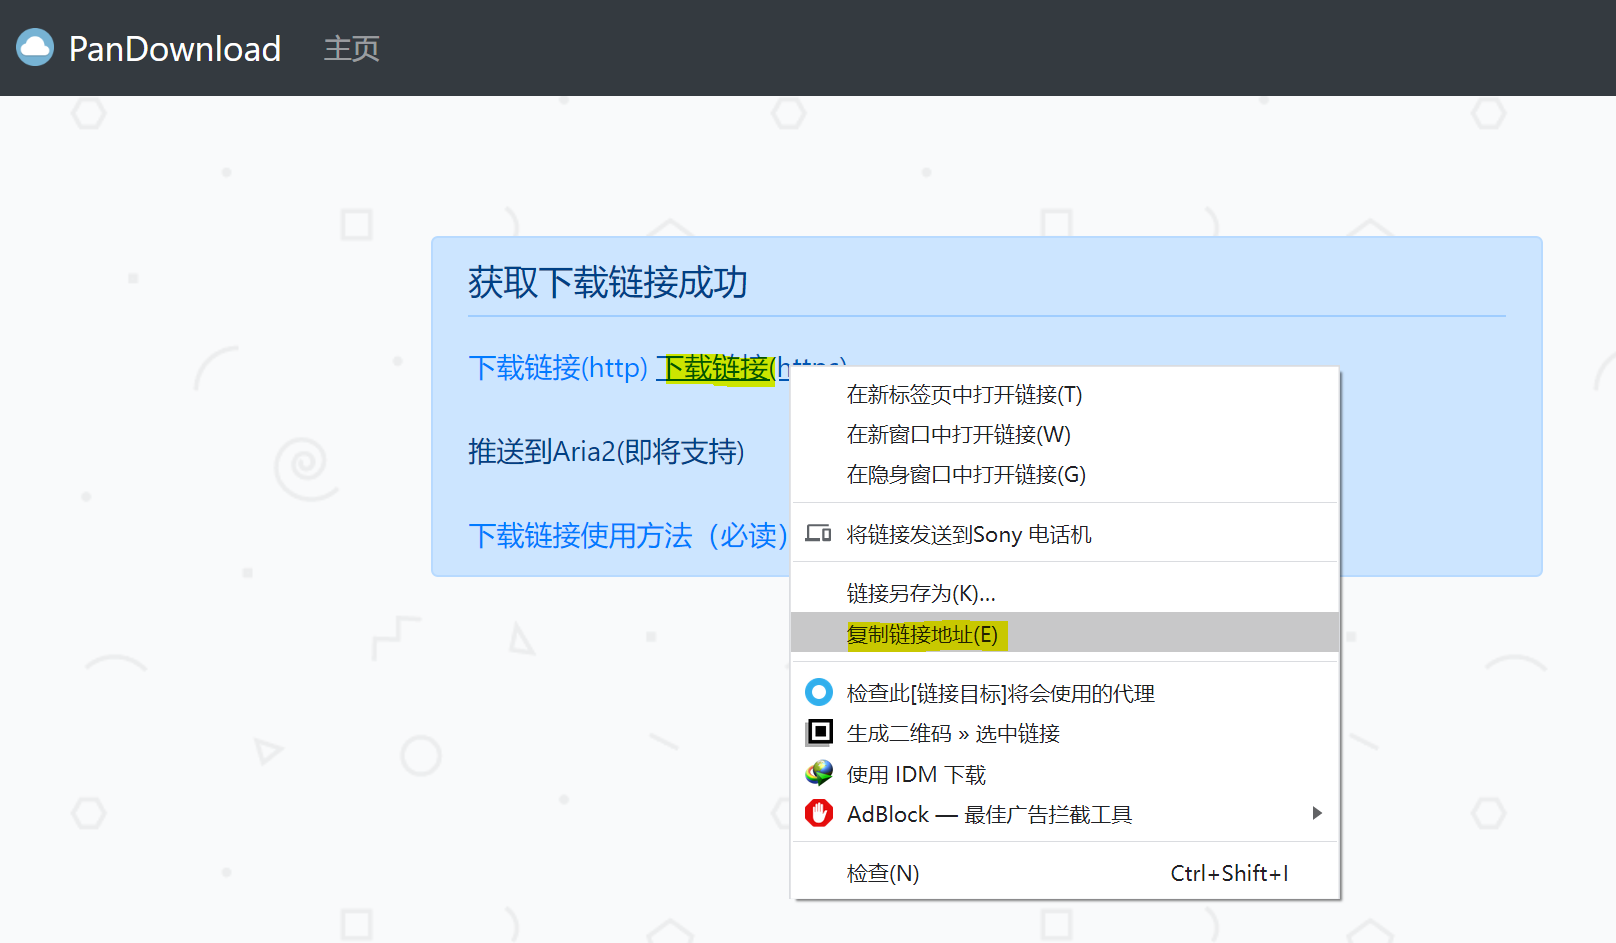 PanDownload 主页
获取下载链接成功
下载链接(http) 下载链接(https)
推送到Aria2(即将支持)
下载链接使用方法（必读）
在新标签页中打开链接(T)
在新窗口中打开链接(W)
在隐身窗口中打开链接(G)
将链接发送到Sony 电话机
链接另存为(K)...
复制链接地址(E)
检查此[链接目标]将会使用的代理
生成二维码 » 选中链接
使用 IDM 下载
AdBlock — 最佳广告拦截工具
检查(N) Ctrl+Shift+I